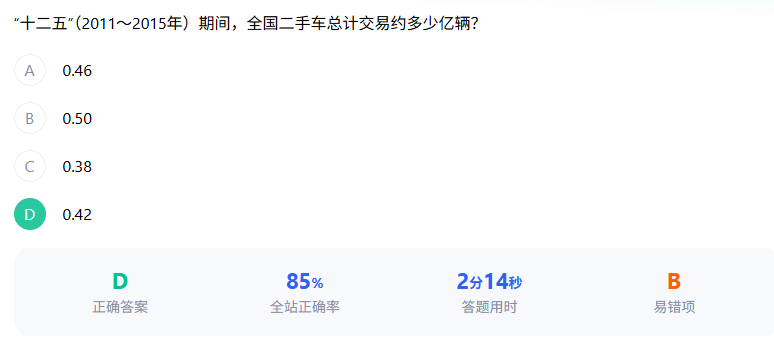 “十二五”（2011～2015年）期间，全国二手车总计交易约多少亿辆？
A 0.46
B 0.50
C 0.38
D 0.42
D 85% 2分14秒 B
正确答案 全站正确率 答题用时 易错项